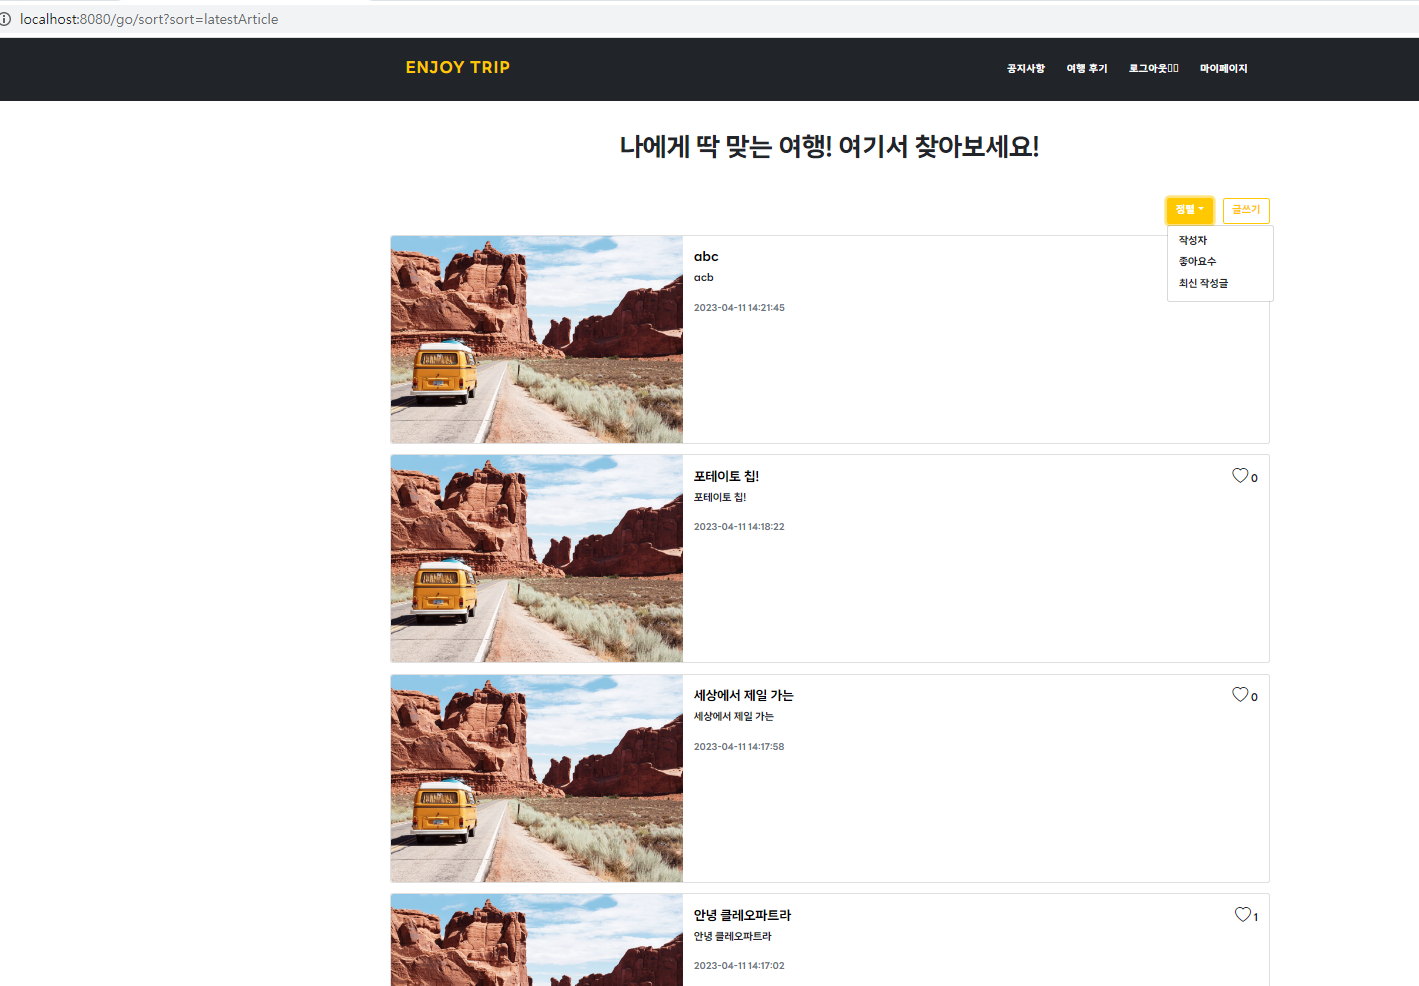 localhost:8080/go/sort?sort=latestArticle
ENJOY TRIP
공지사항 여행 후기 로그아웃 마이페이지
나에게 딱 맞는 여행! 여기서 찾아보세요!
정렬 글쓰기
작성자
좋아요수
최신 작성글
abc
acb
2023-04-11 14:21:45
포테이토 칩! 0
포테이토 칩!
2023-04-11 14:18:22
세상에서 제일 가는 0
세상에서 제일 가는
2023-04-11 14:17:58
안녕 클레오파트라 1
안녕 클레오파트라
2023-04-11 14:17:02